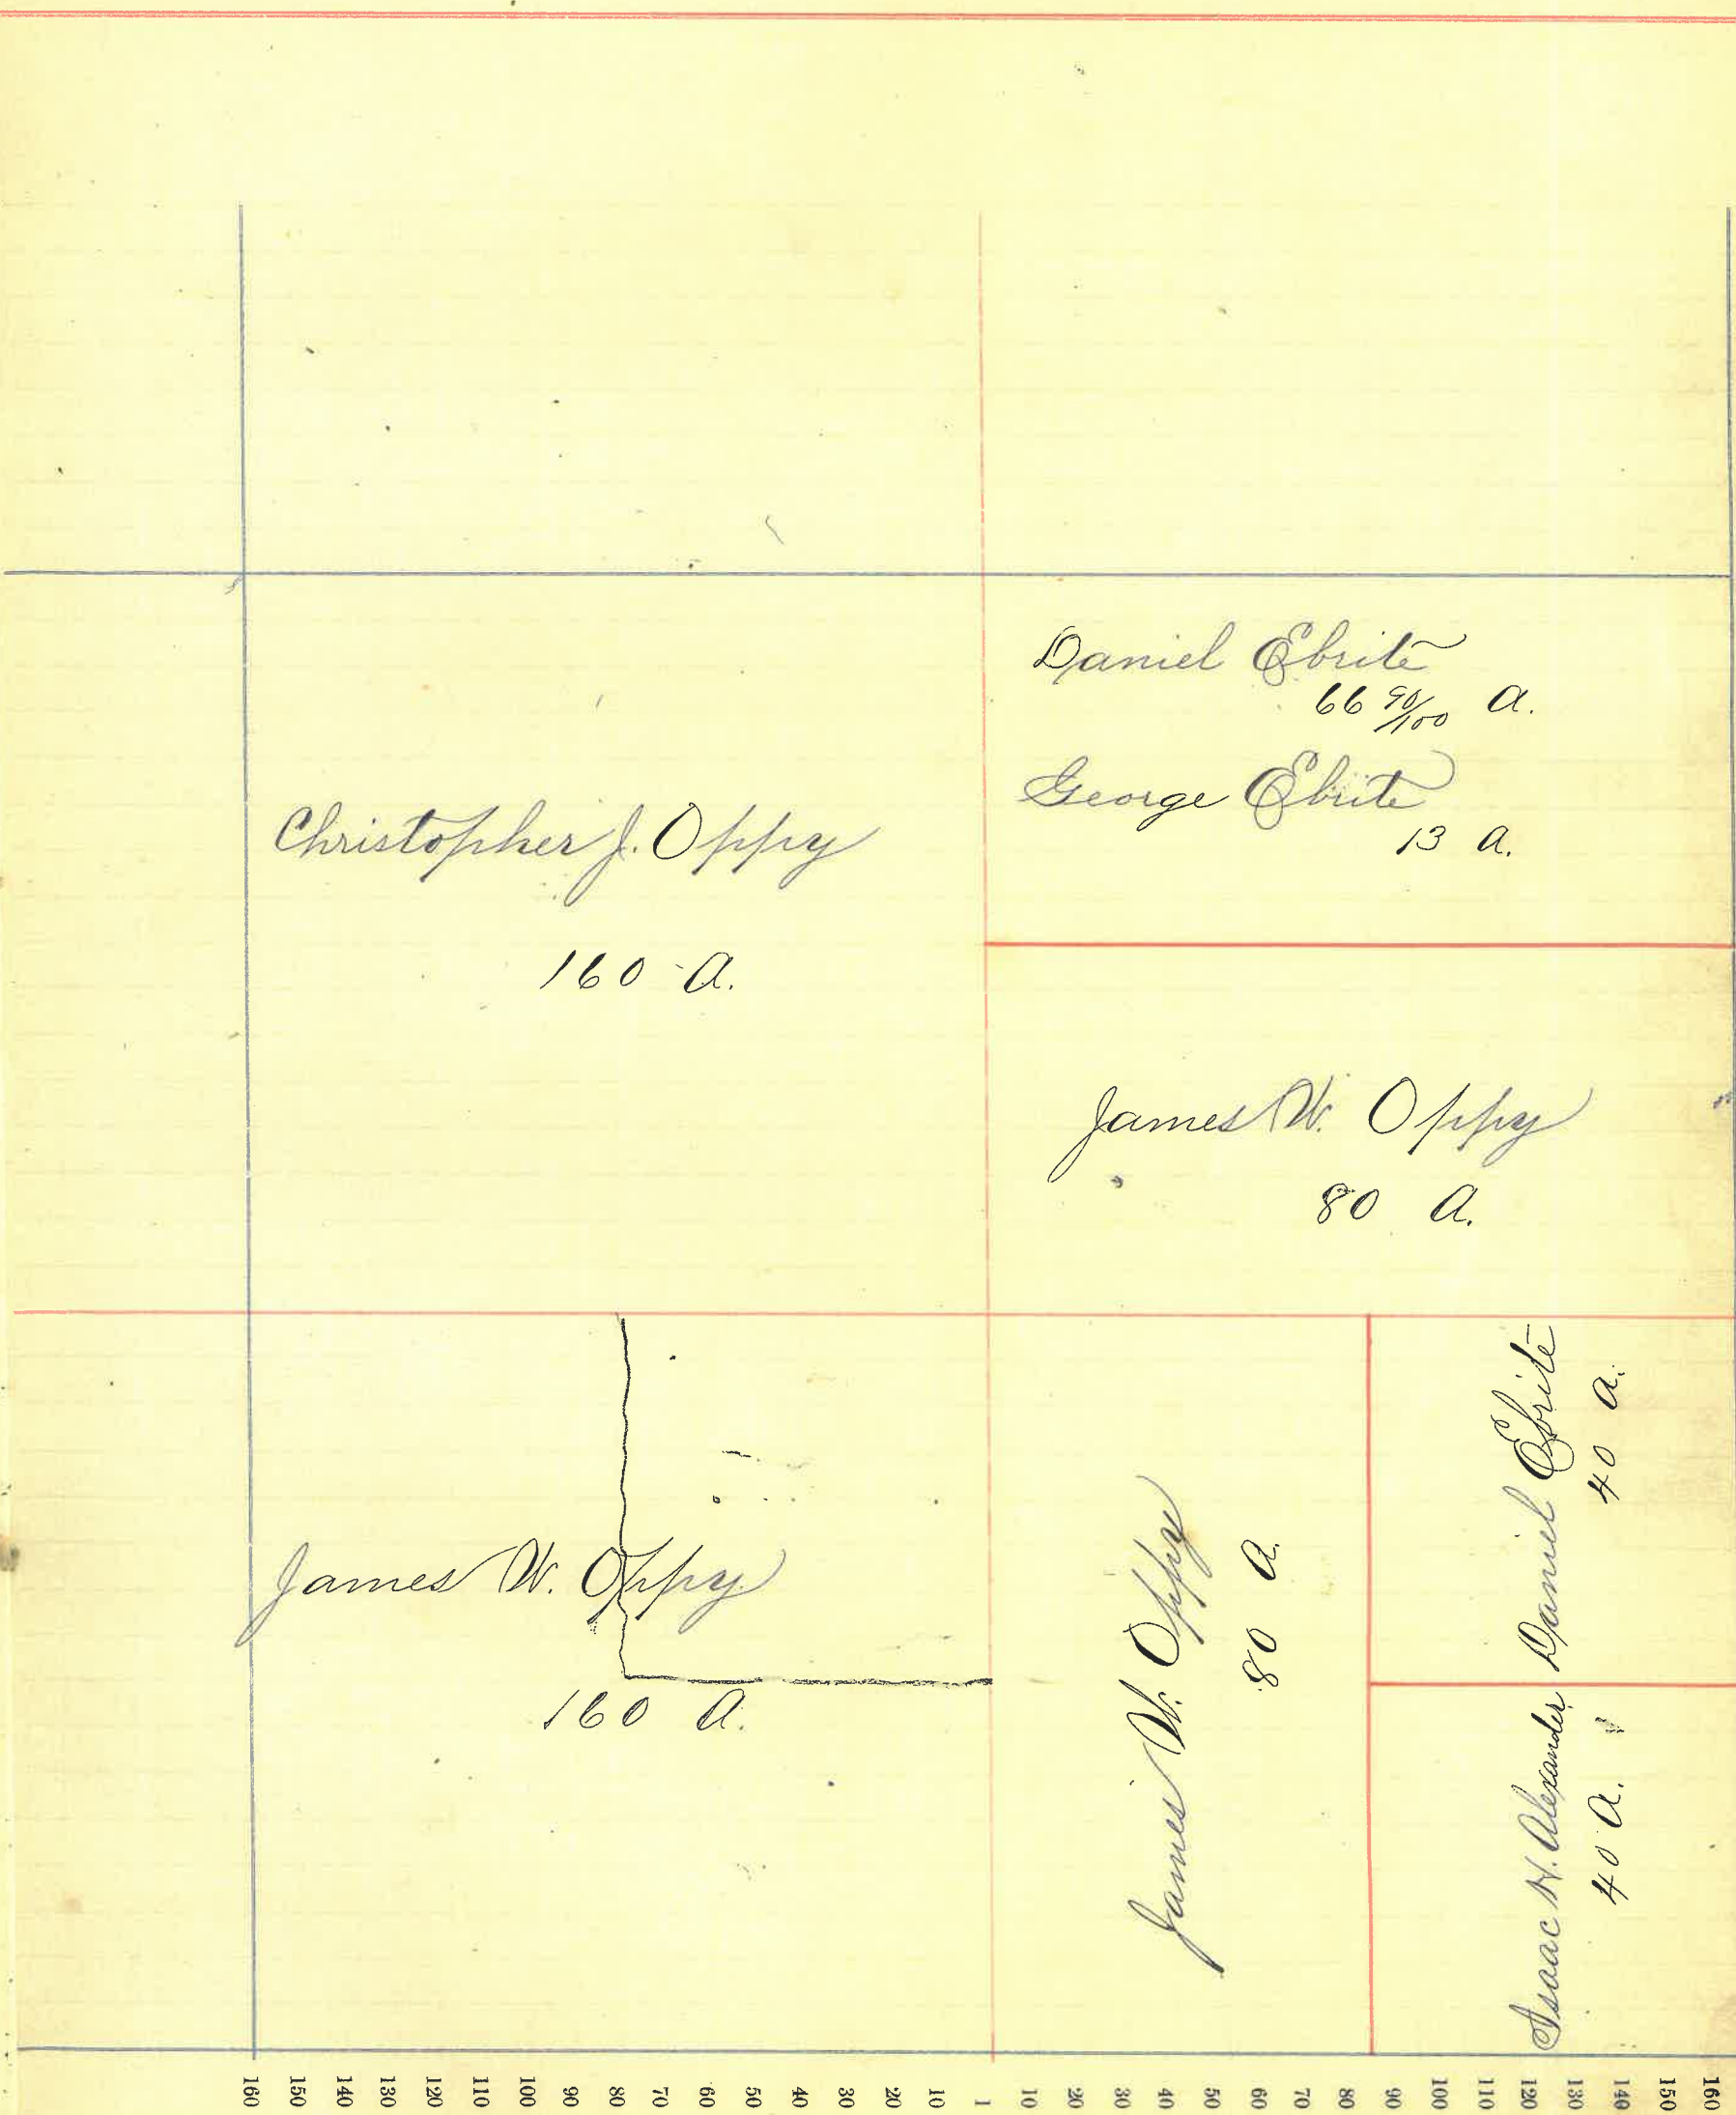 Daniel Ebrite
66 90/100 A.
George Ebrite
13 A.
Christopher J. Oppy
160 A.
James W. Oppy
80 A.
James W. Oppy
160 A.
James W. Oppy
80 A.
Daniel Ebrite
40 A.
Isaac H. Alexander
40 A.
160 150 140 130 120 110 100 90 80 70 60 50 40 30 20 10 1 10 20 30 40 50 60 70 80 90 100 110 120 130 140 150 160